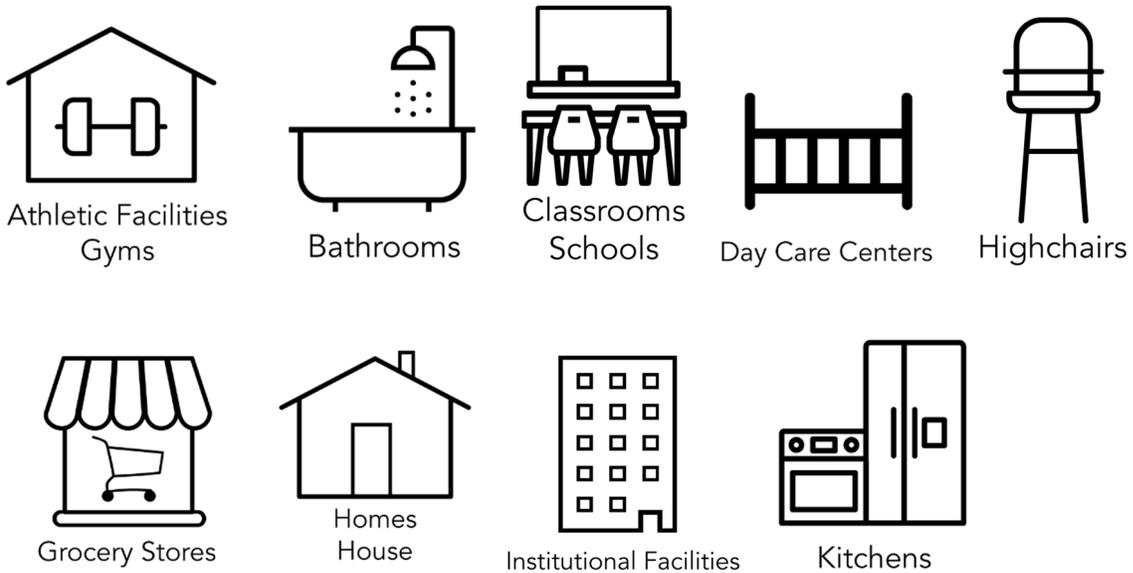 Athletic Facilities
Gyms
Bathrooms
Classrooms
Schools
Day Care Centers
Highchairs
Grocery Stores
Homes
House
Institutional Facilities
Kitchens